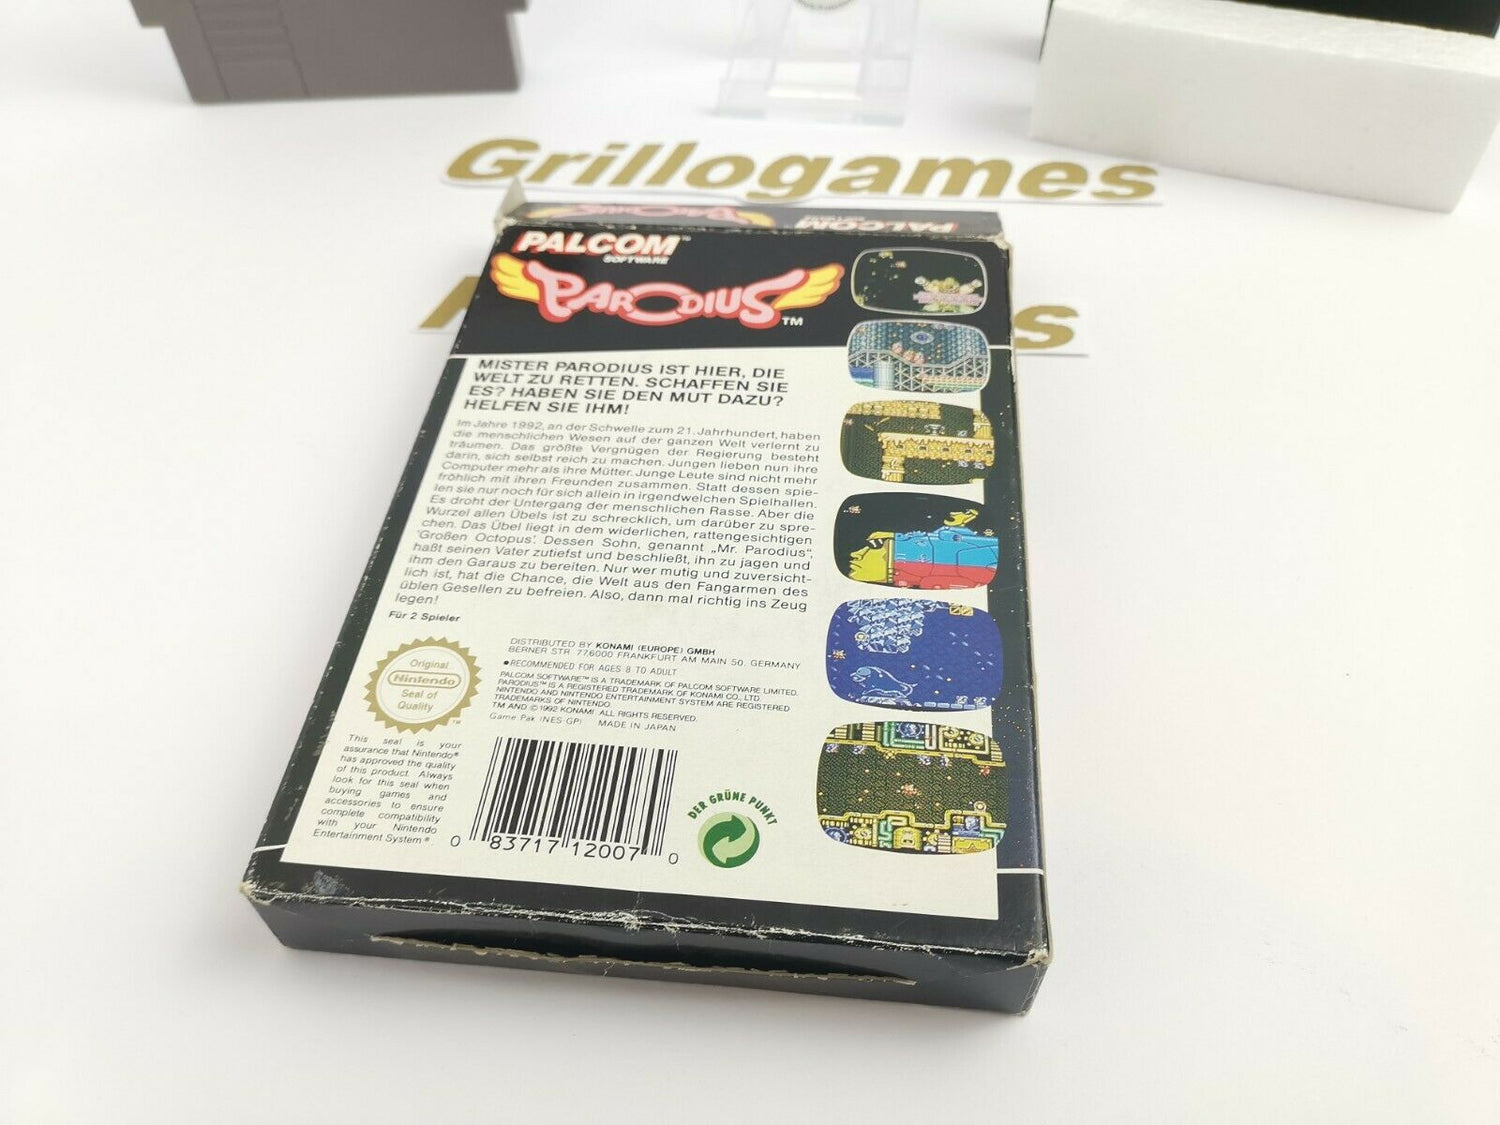 Grillogames
PARODIUS
PALCOM
PALCOM™
SOFTWARE
PARODIUS™
MISTER PARODIUS IST HIER, DIE
WELT ZU RETTEN. SCHAFFEN SIE
ES? HABEN SIE DEN MUT DAZU?
HELFEN SIE IHM!
Im Jahre 1992, an der Schwelle zum 21. Jahrhundert, haben
die menschlichen Wesen auf der ganzen Welt verlernt zu
träumen. Das größte Vergnügen der Regierung besteht
darin, sich selbst reich zu machen. Jungen lieben nun ihre
Computer mehr als ihre Mütter. Junge Leute sind nicht mehr
fröhlich mit ihren Freunden zusammen. Statt dessen spie-
len sie nur noch für sich allein in irgendwelchen Spielhallen.
Es droht der Untergang der menschlichen Rasse. Aber die
Wurzel allen Übels ist zu schrecklich, um darüber zu spre-
chen. Das Übel liegt in dem widerlichen, rattengesichtigen
'Großen Octopus'. Dessen Sohn, genannt „Mr. Parodius“,
haßt seinen Vater zutiefst und beschließt, ihn zu jagen und
ihm den Garaus zu bereiten. Nur wer mutig und zuversicht-
lich ist, hat die Chance, die Welt aus den Fangarmen des
üblen Gesellen zu befreien. Also, dann mal richtig ins Zeug
legen!
Für 2 Spieler
Original
Nintendo
Seal of
Quality
™
This seal is your
assurance that Nintendo®
has approved the quality
of this product. Always
look for this seal when
buying games and
accessories to ensure
complete compatibility
with your Nintendo
Entertainment System®.
DISTRIBUTED BY KONAMI (EUROPE) GMBH
BERNER STR. 77,6000 FRANKFURT AM MAIN 50, GERMANY
●RECOMMENDED FOR AGES 8 TO ADULT
PALCOM SOFTWARE™ IS A TRADEMARK OF PALCOM SOFTWARE LIMITED.
PARODIUS™ IS A REGISTERED TRADEMARK OF KONAMI CO., LTD.
NINTENDO AND NINTENDO ENTERTAINMENT SYSTEM ARE REGISTERED
TRADEMARKS OF NINTENDO.
TM AND © 1992 KONAMI. ALL RIGHTS RESERVED.
Game Pak (NES-GP) MADE IN JAPAN
0 83717 12007 0
DER GRÜNE PUNKT